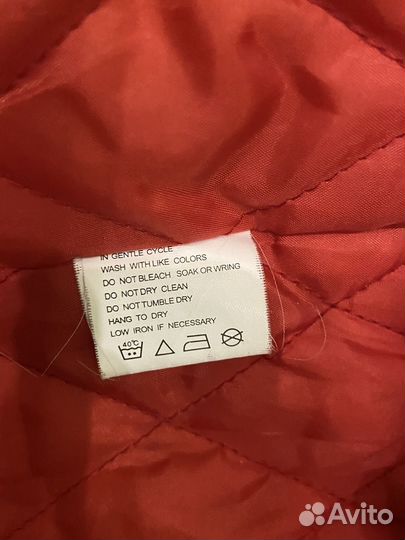 IN GENTLE CYCLE
WASH WITH LIKE COLORS
DO NOT BLEACH SOAK OR WRING
DO NOT DRY CLEAN
DO NOT TUMBLE DRY
HANG TO DRY
LOW IRON IF NECESSARY
40°C
Avito